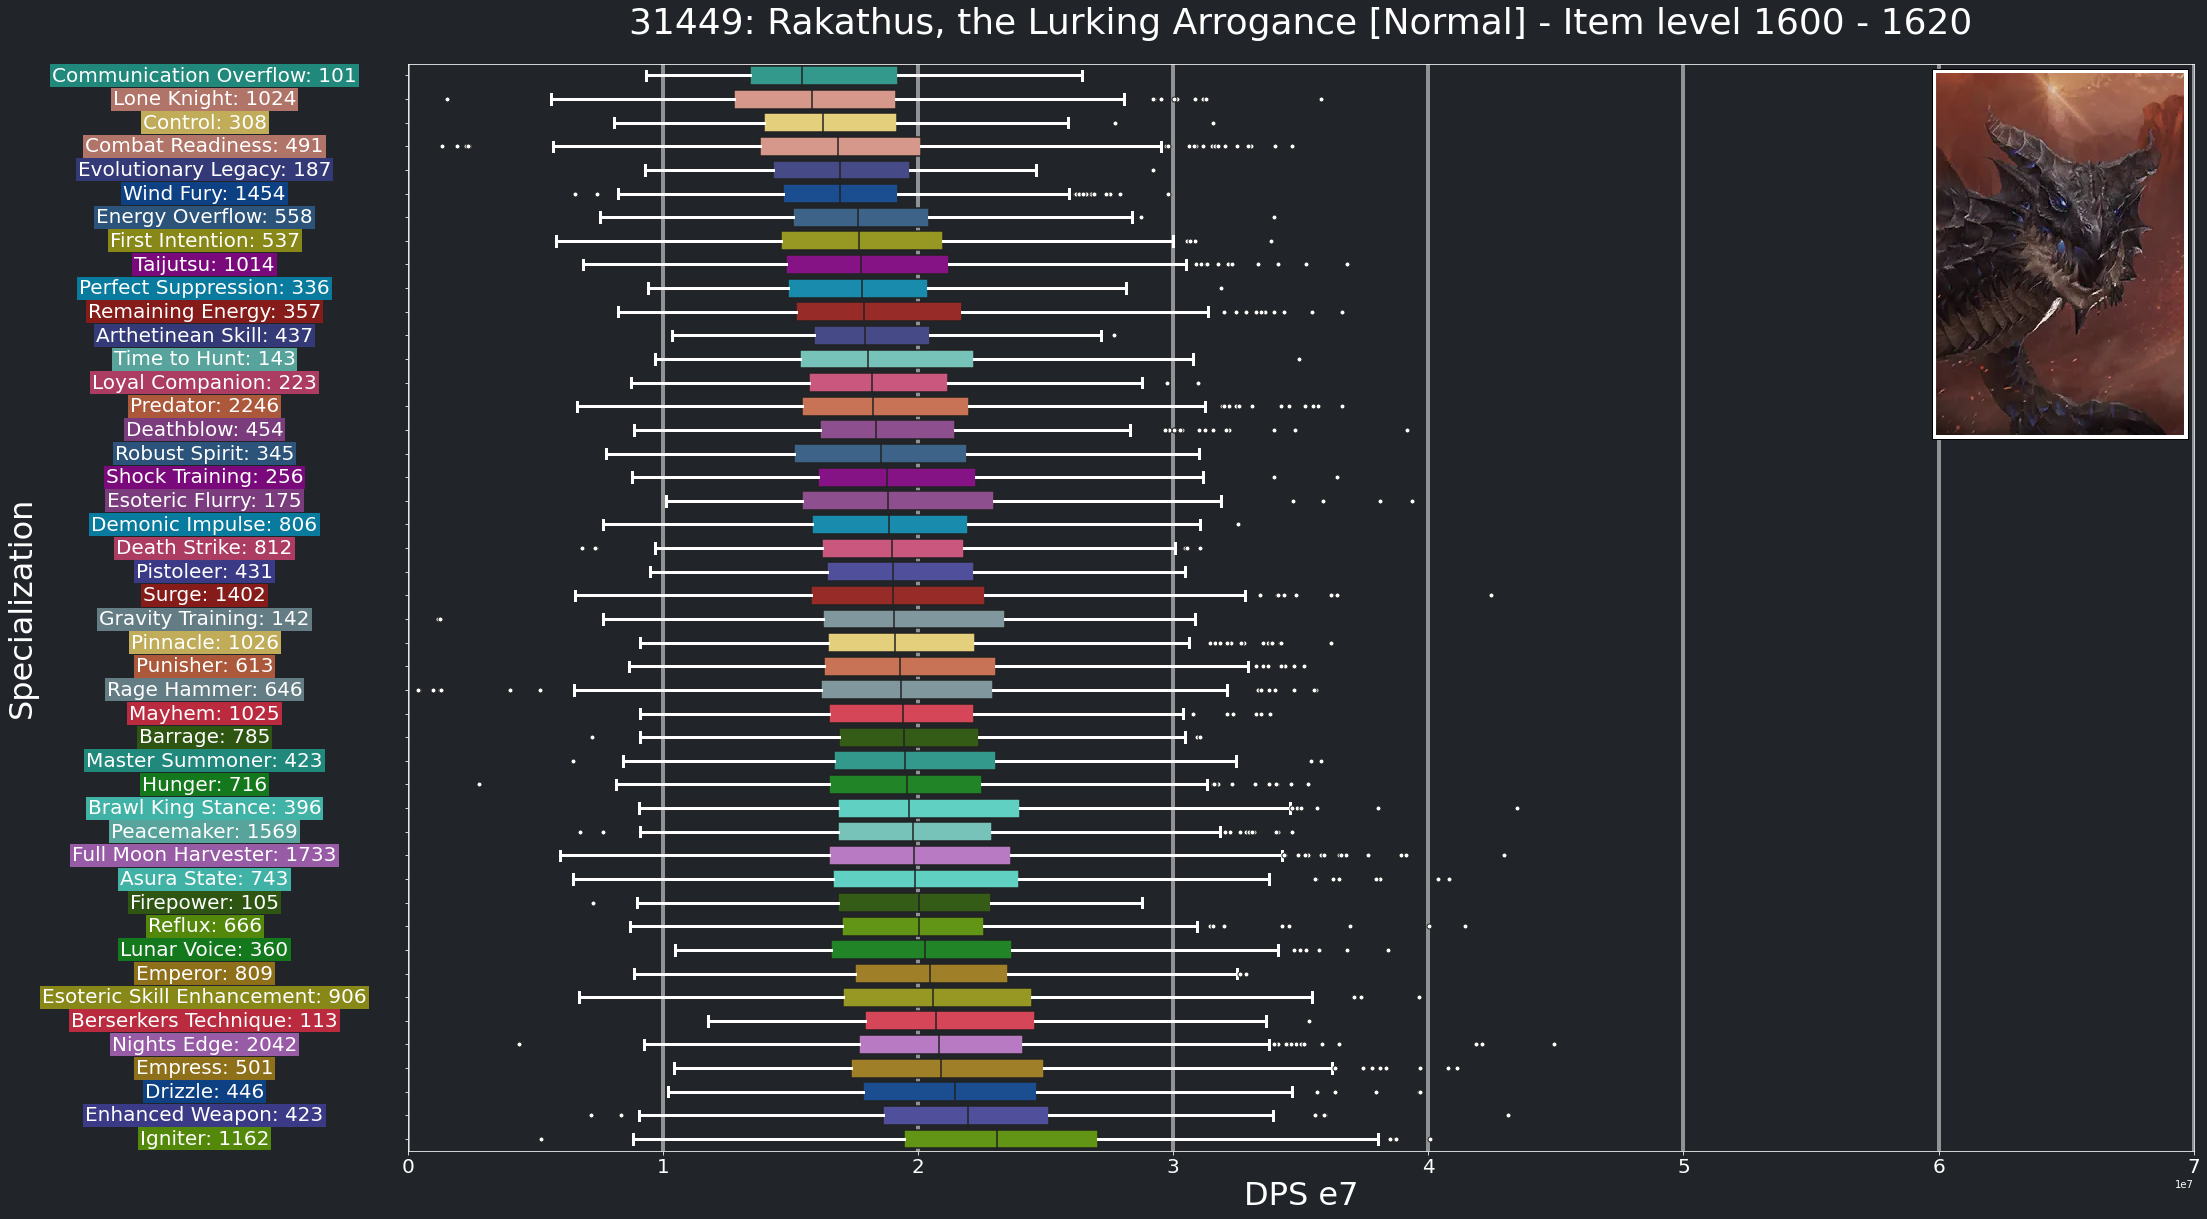 31449: Rakathus, the Lurking Arrogance [Normal] - Item level 1600 - 1620
Specialization
Communication Overflow: 101
Lone Knight: 1024
Control: 308
Combat Readiness: 491
Evolutionary Legacy: 187
Wind Fury: 1454
Energy Overflow: 558
First Intention: 537
Taijutsu: 1014
Perfect Suppression: 336
Remaining Energy: 357
Arthetinean Skill: 437
Time to Hunt: 143
Loyal Companion: 223
Predator: 2246
Deathblow: 454
Robust Spirit: 345
Shock Training: 256
Esoteric Flurry: 175
Demonic Impulse: 806
Death Strike: 812
Pistoleer: 431
Surge: 1402
Gravity Training: 142
Pinnacle: 1026
Punisher: 613
Rage Hammer: 646
Mayhem: 1025
Barrage: 785
Master Summoner: 423
Hunger: 716
Brawl King Stance: 396
Peacemaker: 1569
Full Moon Harvester: 1733
Asura State: 743
Firepower: 105
Reflux: 666
Lunar Voice: 360
Emperor: 809
Esoteric Skill Enhancement: 906
Berserkers Technique: 113
Nights Edge: 2042
Empress: 501
Drizzle: 446
Enhanced Weapon: 423
Igniter: 1162
0 1 2 3 4 5 6 7
1e7
DPS e7